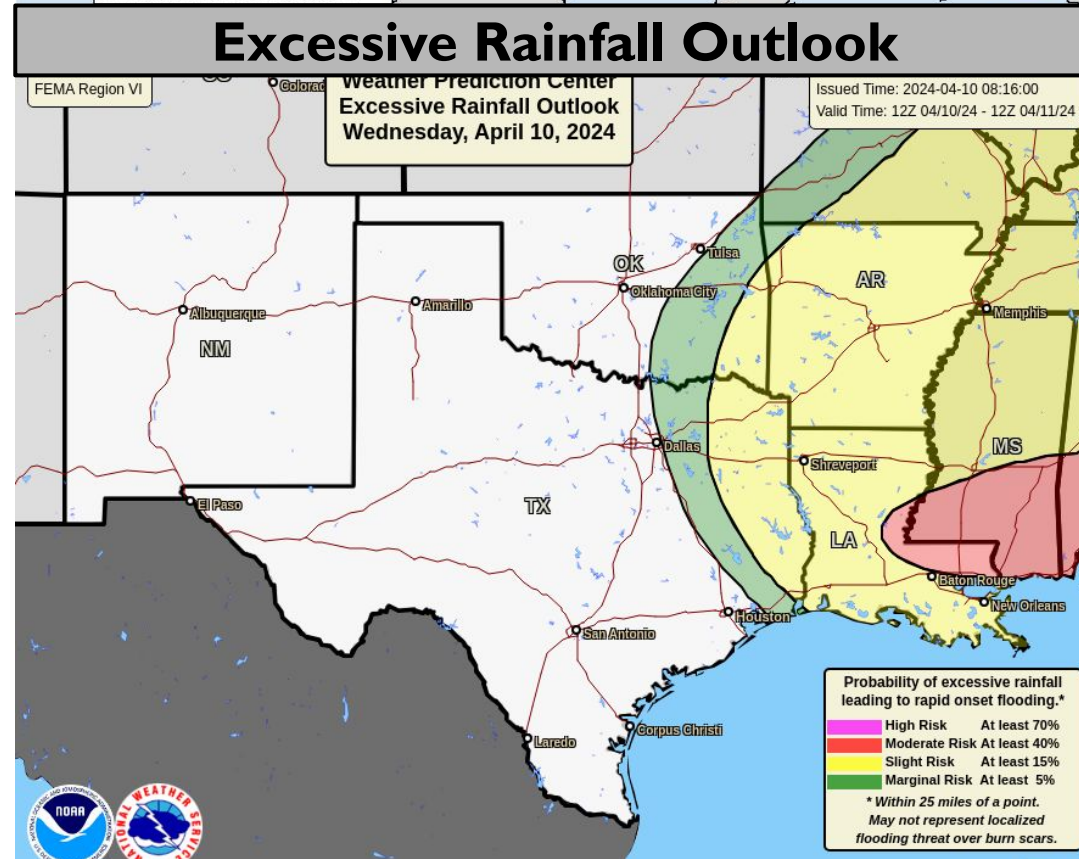 Excessive Rainfall Outlook
FEMA Region VI
Weather Prediction Center
Excessive Rainfall Outlook
Wednesday, April 10, 2024
Issued Time: 2024-04-10 08:16:00
Valid Time: 12Z 04/10/24 - 12Z 04/11/24
Tulsa
OK
Oklahoma City
AR
Amarillo
Albuquerque
Memphis
NM
Dallas
MS
Shreveport
El Paso
TX
LA
Baton Rouge
New Orleans
Houston
San Antonio
Corpus Christi
Laredo
Probability of excessive rainfall
leading to rapid onset flooding.*
High Risk At least 70%
Moderate Risk At least 40%
Slight Risk At least 15%
Marginal Risk At least 5%
* Within 25 miles of a point.
May not represent localized
flooding threat over burn scars.
NOAA
NATIONAL WEATHER SERVICE